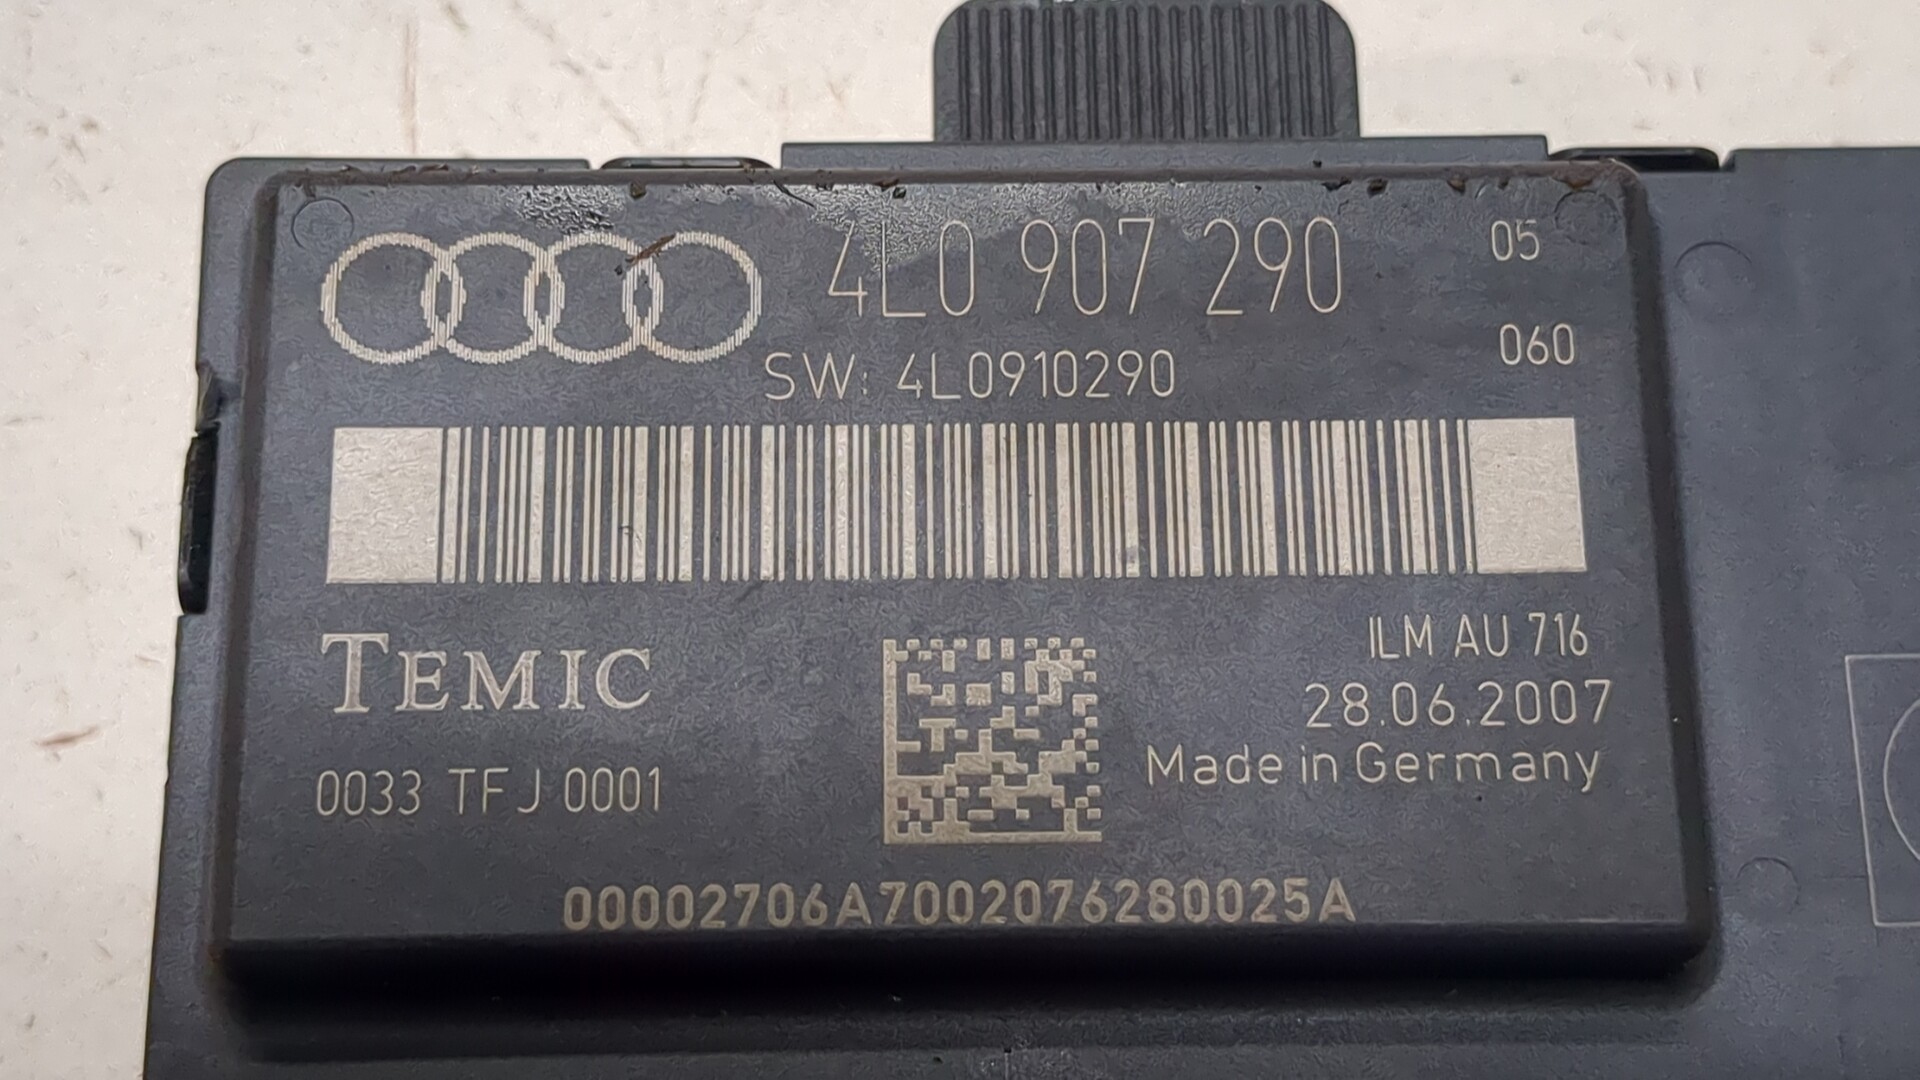 4L0 907 290 05
SW: 4L0910290 060
TEMIC
ILM AU 716
28.06.2007
Made in Germany
0033 TFJ 0001
00002706A7002076280025A